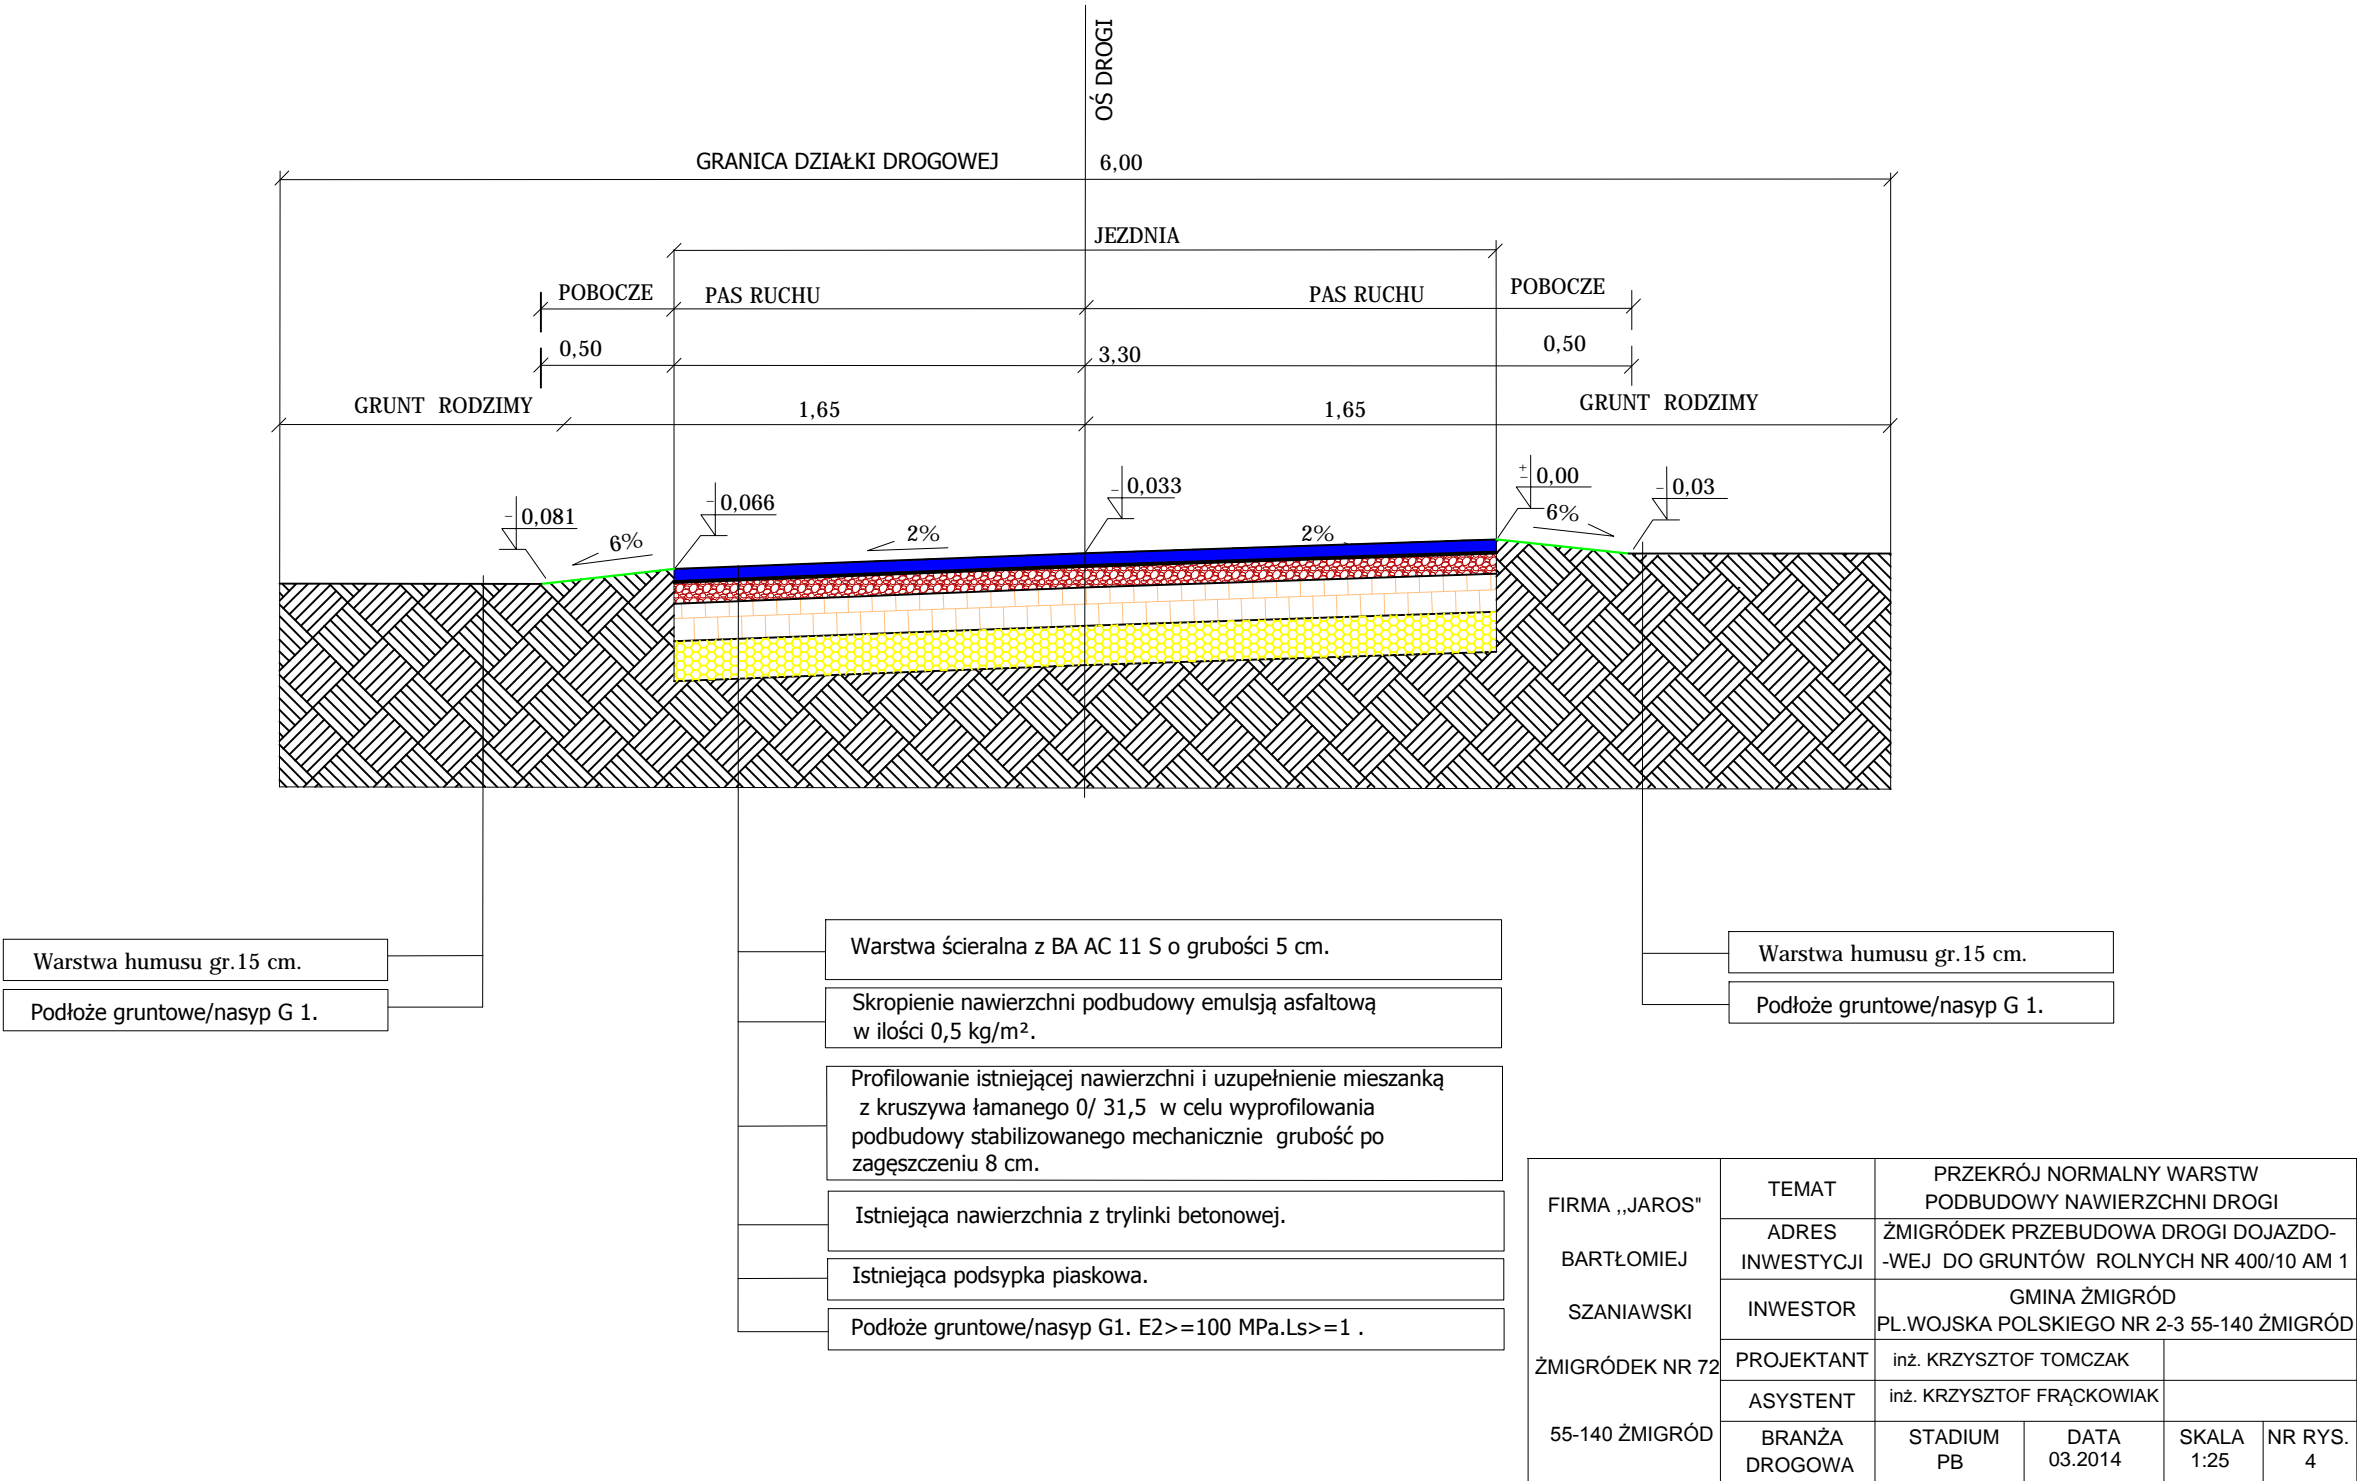 OŚ DROGI
GRANICA DZIAŁKI DROGOWEJ 6,00
JEZDNIA
POBOCZE PAS RUCHU PAS RUCHU POBOCZE
0,50 3,30 0,50
GRUNT RODZIMY 1,65 1,65 GRUNT RODZIMY
-0,081 -0,066 -0,033 ±0,00 -0,03
6% 2% 2% 6%
Warstwa humusu gr.15 cm.
Podłoże gruntowe/nasyp G 1.
Warstwa ścieralna z BA AC 11 S o grubości 5 cm.
Skropienie nawierzchni podbudowy emulsją asfaltową
w ilości 0,5 kg/m².
Profilowanie istniejącej nawierzchni i uzupełnienie mieszanką
z kruszywa łamanego 0/ 31,5 w celu wyprofilowania
podbudowy stabilizowanego mechanicznie grubość po
zagęszczeniu 8 cm.
Istniejąca nawierzchnia z trylinki betonowej.
Istniejąca podsypka piaskowa.
Podłoże gruntowe/nasyp G1. E2>=100 MPa.Ls>=1 .
Warstwa humusu gr.15 cm.
Podłoże gruntowe/nasyp G 1.
FIRMA ,,JAROS"
BARTŁOMIEJ
SZANIAWSKI
ŻMIGRÓDEK NR 72
55-140 ŻMIGRÓD
TEMAT
PRZEKRÓJ NORMALNY WARSTW
PODBUDOWY NAWIERZCHNI DROGI
ADRES
INWESTYCJI
ŻMIGRÓDEK PRZEBUDOWA DROGI DOJAZDO-
-WEJ DO GRUNTÓW ROLNYCH NR 400/10 AM 1
INWESTOR
GMINA ŻMIGRÓD
PL.WOJSKA POLSKIEGO NR 2-3 55-140 ŻMIGRÓD
PROJEKTANT inż. KRZYSZTOF TOMCZAK
ASYSTENT inż. KRZYSZTOF FRĄCKOWIAK
BRANŻA
DROGOWA
STADIUM
PB
DATA
03.2014
SKALA
1:25
NR RYS.
4